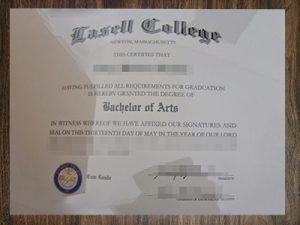 Lasell College
NEWTON, MASSACHUSETTS
THIS CERTIFIES THAT
HAVING FULFILLED ALL REQUIREMENTS FOR GRADUATION
IS HEREBY GRANTED THE DEGREE OF
Bachelor of Arts
IN WITNESS WHEREOF WE HAVE AFFIXED OUR SIGNATURES AND
SEAL ON THIS THIRTEENTH DAY OF MAY IN THE YEAR OF OUR LORD